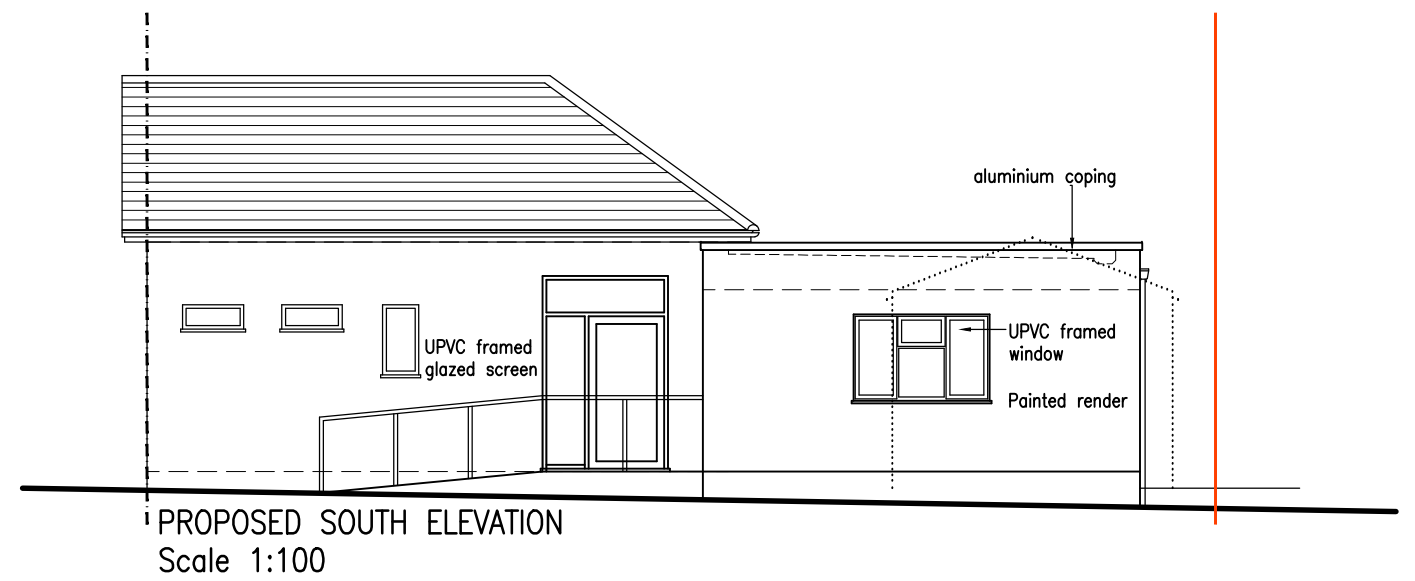 aluminium coping
UPVC framed
glazed screen
UPVC framed
window
Painted render
PROPOSED SOUTH ELEVATION
Scale 1:100